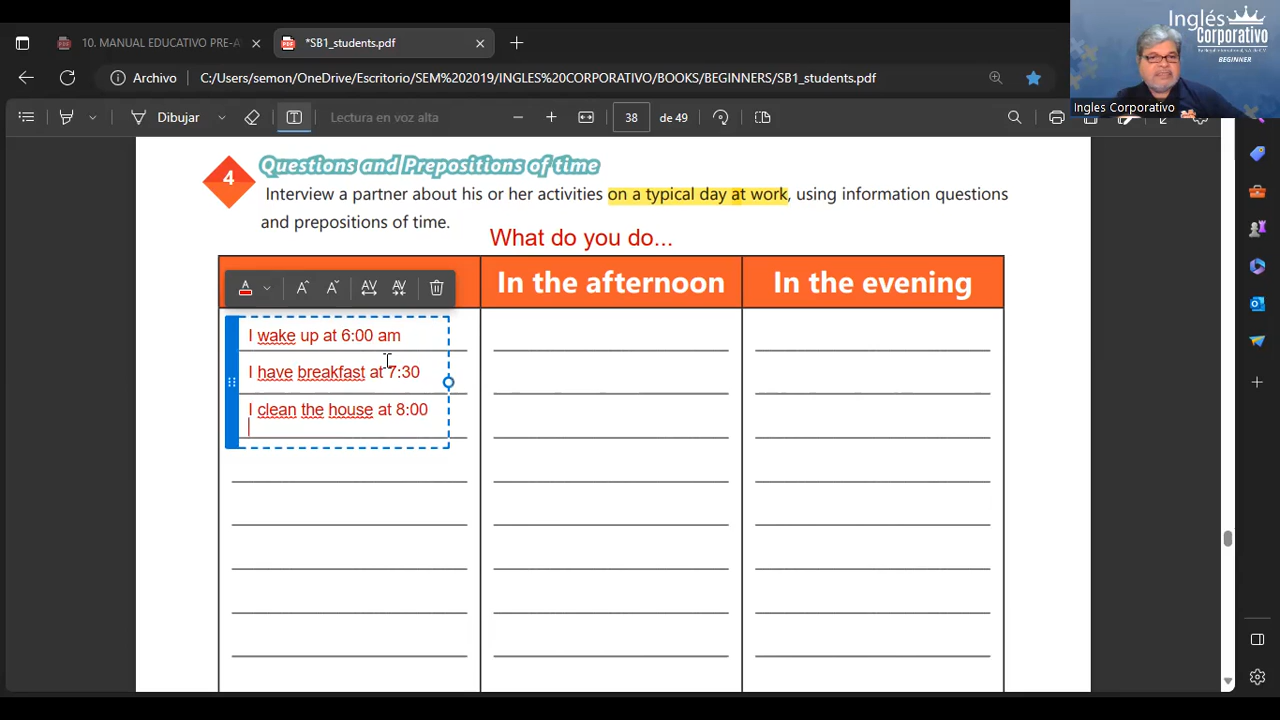 10. MANUAL EDUCATIVO PRE-A
*SB1_students.pdf
Archivo
C:/Users/semon/OneDrive/Escritorio/SEM%202019/INGLES%20CORPORATIVO/BOOKS/BEGINNERS/SB1_students.pdf
Inglés
Corporativo
BEGINNER
Ingles Corporativo
Dibujar
Lectura en voz alta
38
de 49
4
Questions and Prepositions of time
Interview a partner about his or her activities on a typical day at work, using information questions
and prepositions of time.
What do you do...
In the afternoon
In the evening
I wake up at 6:00 am
I have breakfast at 7:30
I clean the house at 8:00